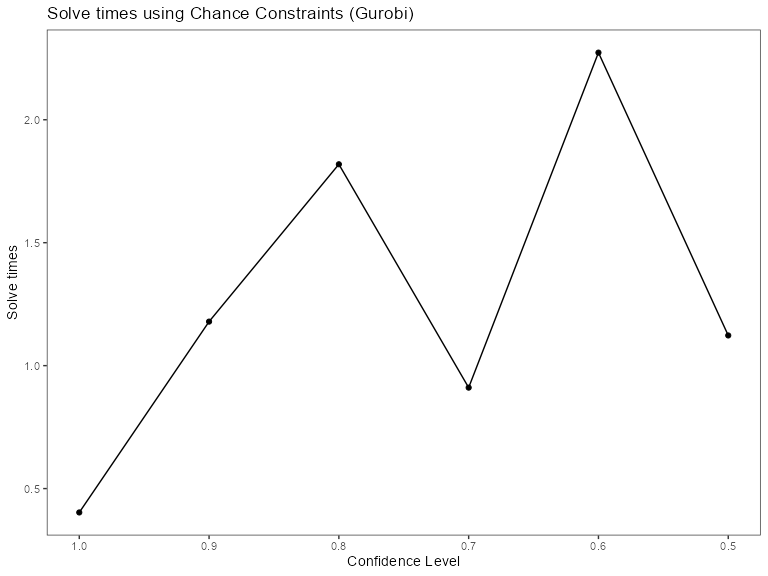 Solve times using Chance Constraints (Gurobi)
2.0
1.5
1.0
0.5
Solve times
1.0 0.9 0.8 0.7 0.6 0.5
Confidence Level